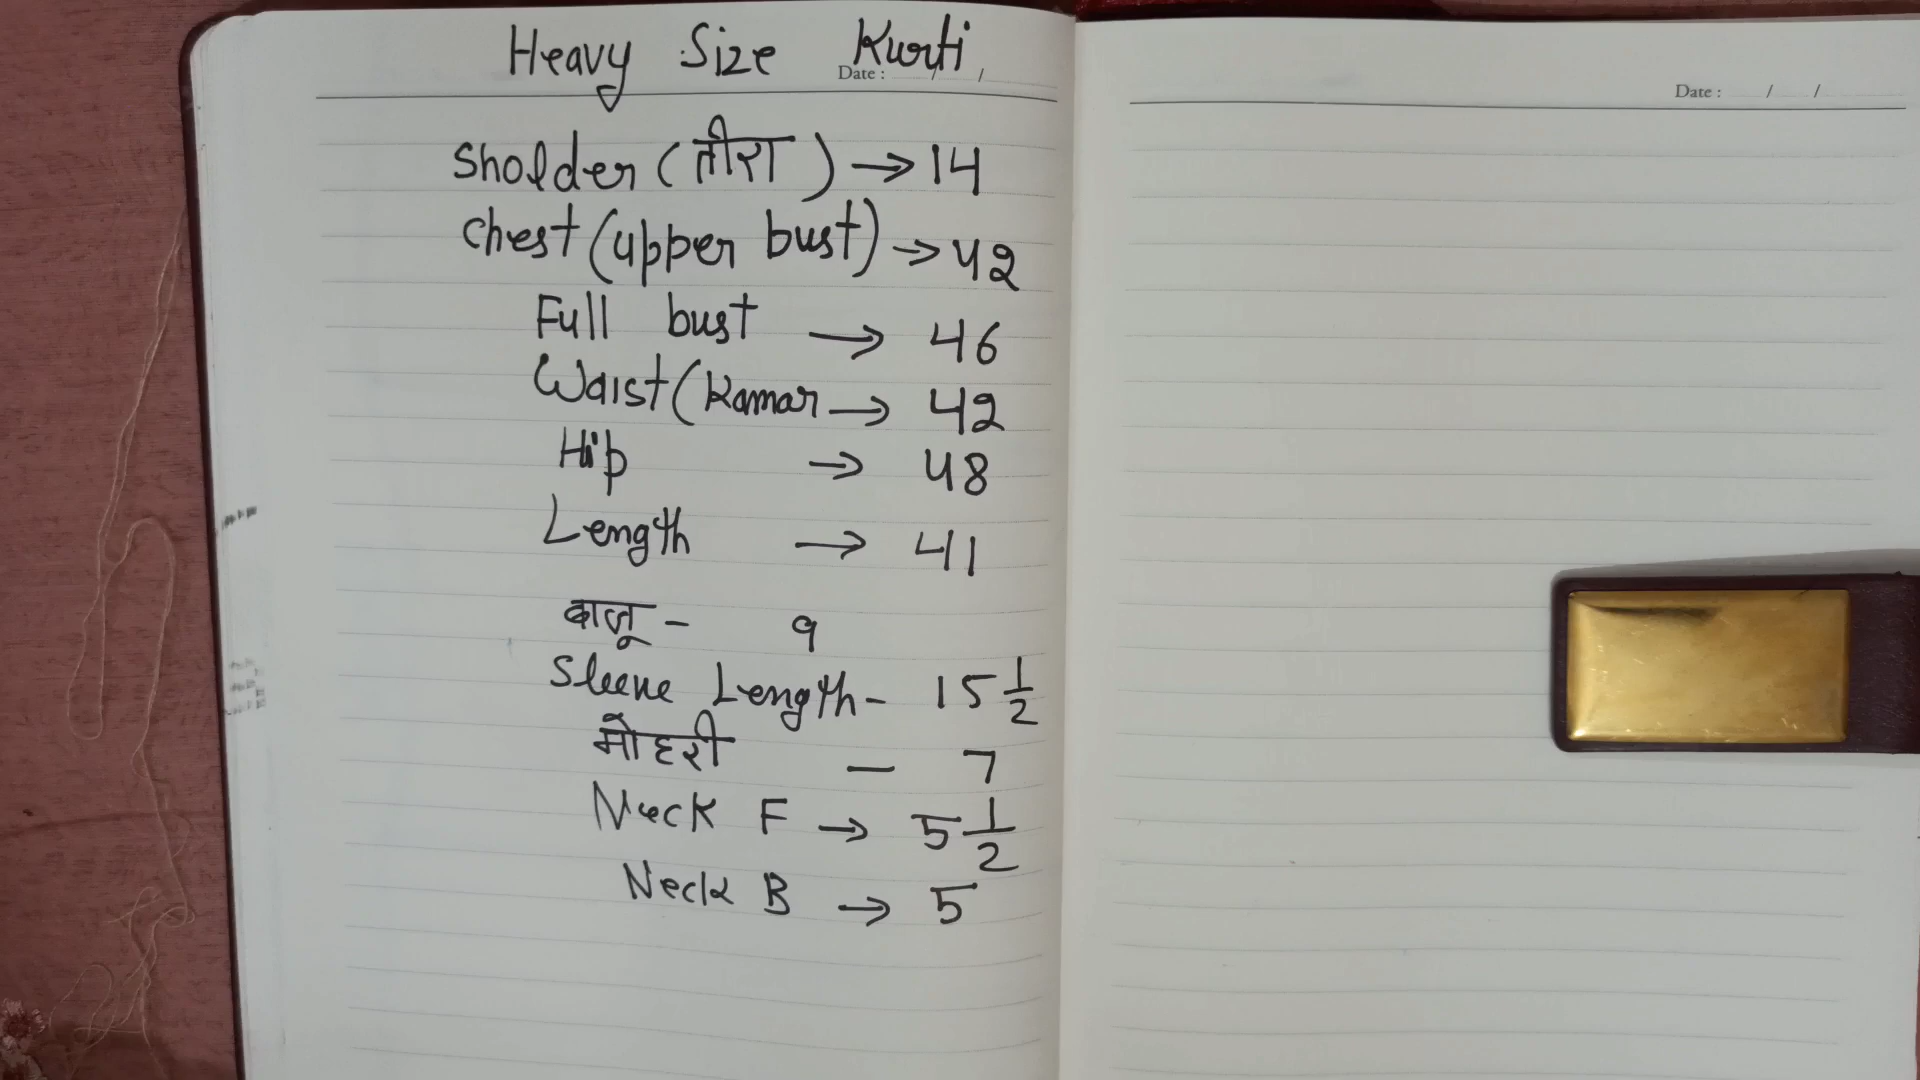 Heavy Size Kurti
Date : / /
Sholder (तीरा) → 14
Chest (upper bust) → 42
Full bust → 46
Waist (Kamar → 42
Hip → 48
Length → 41
बाजू - 9
Sleeve Length - 15 1/2
मोहरी - 7
Neck F → 5 1/2
Neck B → 5
Date : / /